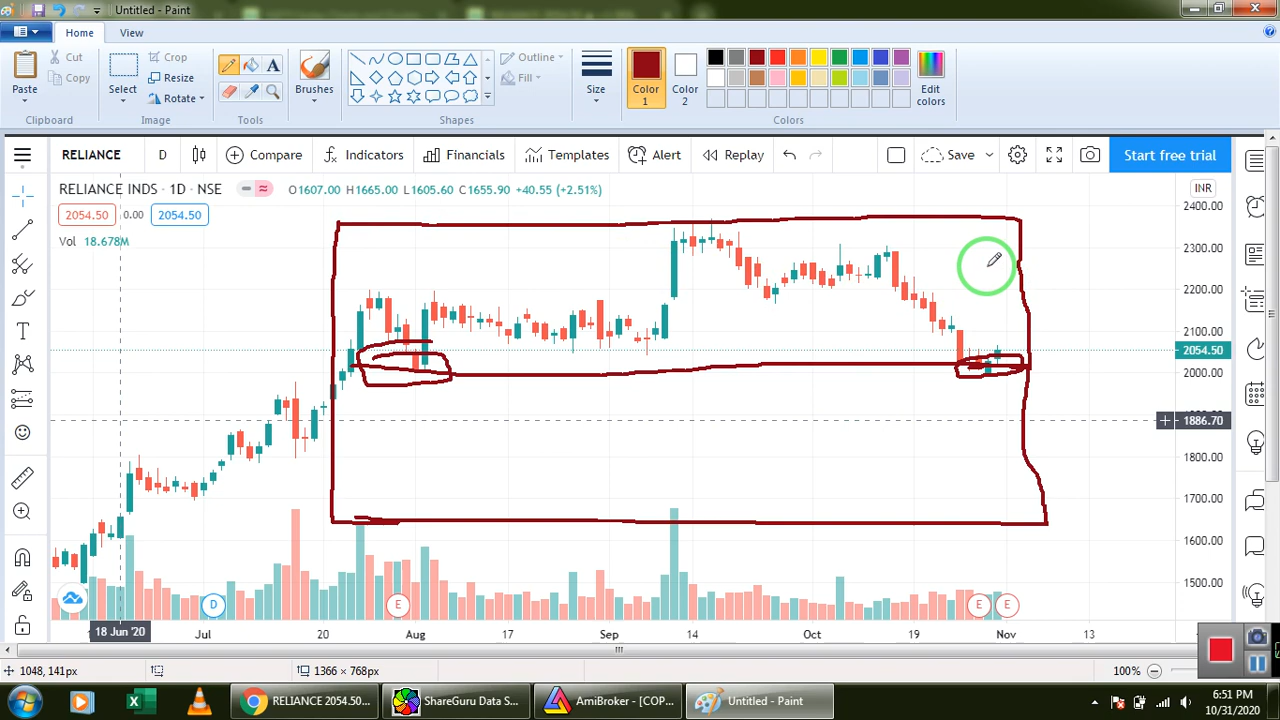 Untitled - Paint
Home
View
Paste
Cut
Copy
Clipboard
Select
Crop
Resize
Rotate
Image
A
Tools
Brushes
Outline
Fill
Shapes
Size
Color 1
Color 2
Edit colors
Colors
RELIANCE
D
Compare
Indicators
Financials
Templates
Alert
Replay
Save
Start free trial
RELIANCE INDS · 1D · NSE
O1607.00 H1665.00 L1605.60 C1655.90 +40.55 (+2.51%)
INR
2054.50 0.00 2054.50
Vol 18.678M
2400.00
2300.00
2200.00
2100.00
2054.50
2000.00
1886.70
1800.00
1700.00
1600.00
1500.00
D
E
E
E
18 Jun '20
Jul
20
Aug
17
Sep
14
Oct
19
Nov
13
1048, 141px
1366 × 768px
100%
RELIANCE 2054.50...
ShareGuru Data S...
AmiBroker - [COP...
Untitled - Paint
6:51 PM
10/31/2020